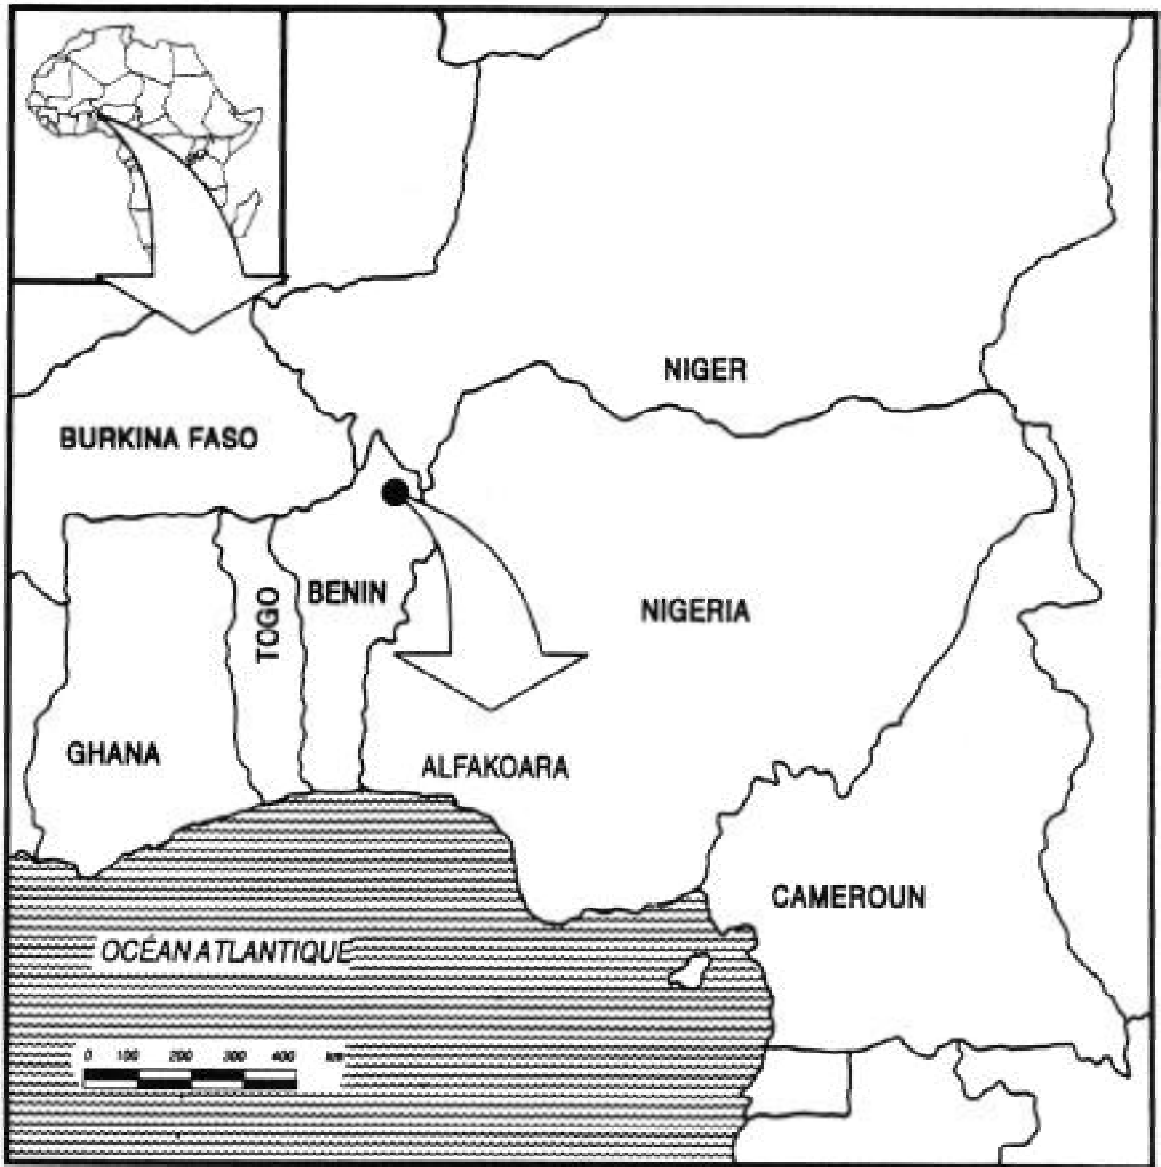 NIGER
BURKINA FASO
BENIN
TOGO
NIGERIA
GHANA
ALFAKOARA
CAMEROUN
OCÉAN ATLANTIQUE
0 100 200 300 400 km